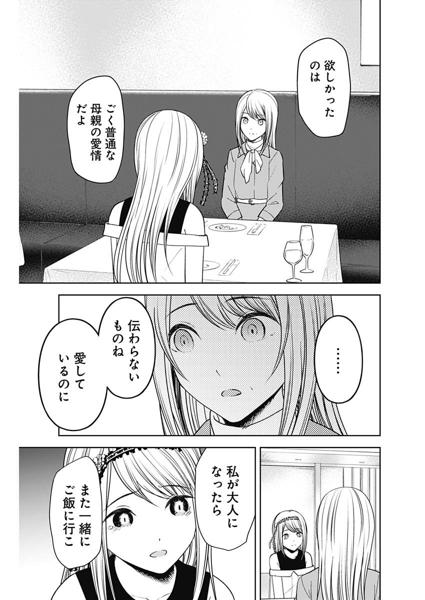 欲しかった
のは
ごく普通な
母親の愛情
だよ
……
伝わらない
ものね
愛して
いるのに
私が大人に
なったら
また一緒に
ご飯に行こ